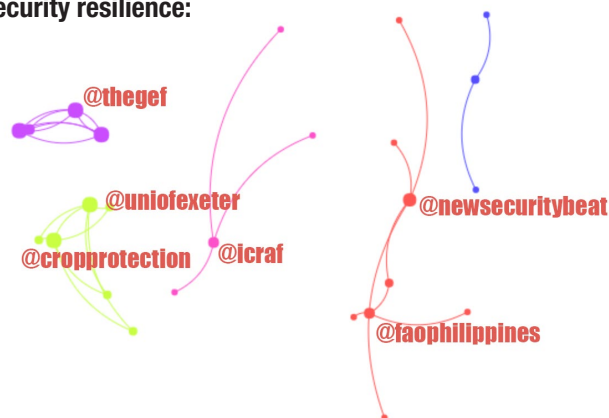 ecurity resilience:
@thegef
@uniofexeter
@newsecuritybeat
@cropprotection
@icraf
@faophilippines